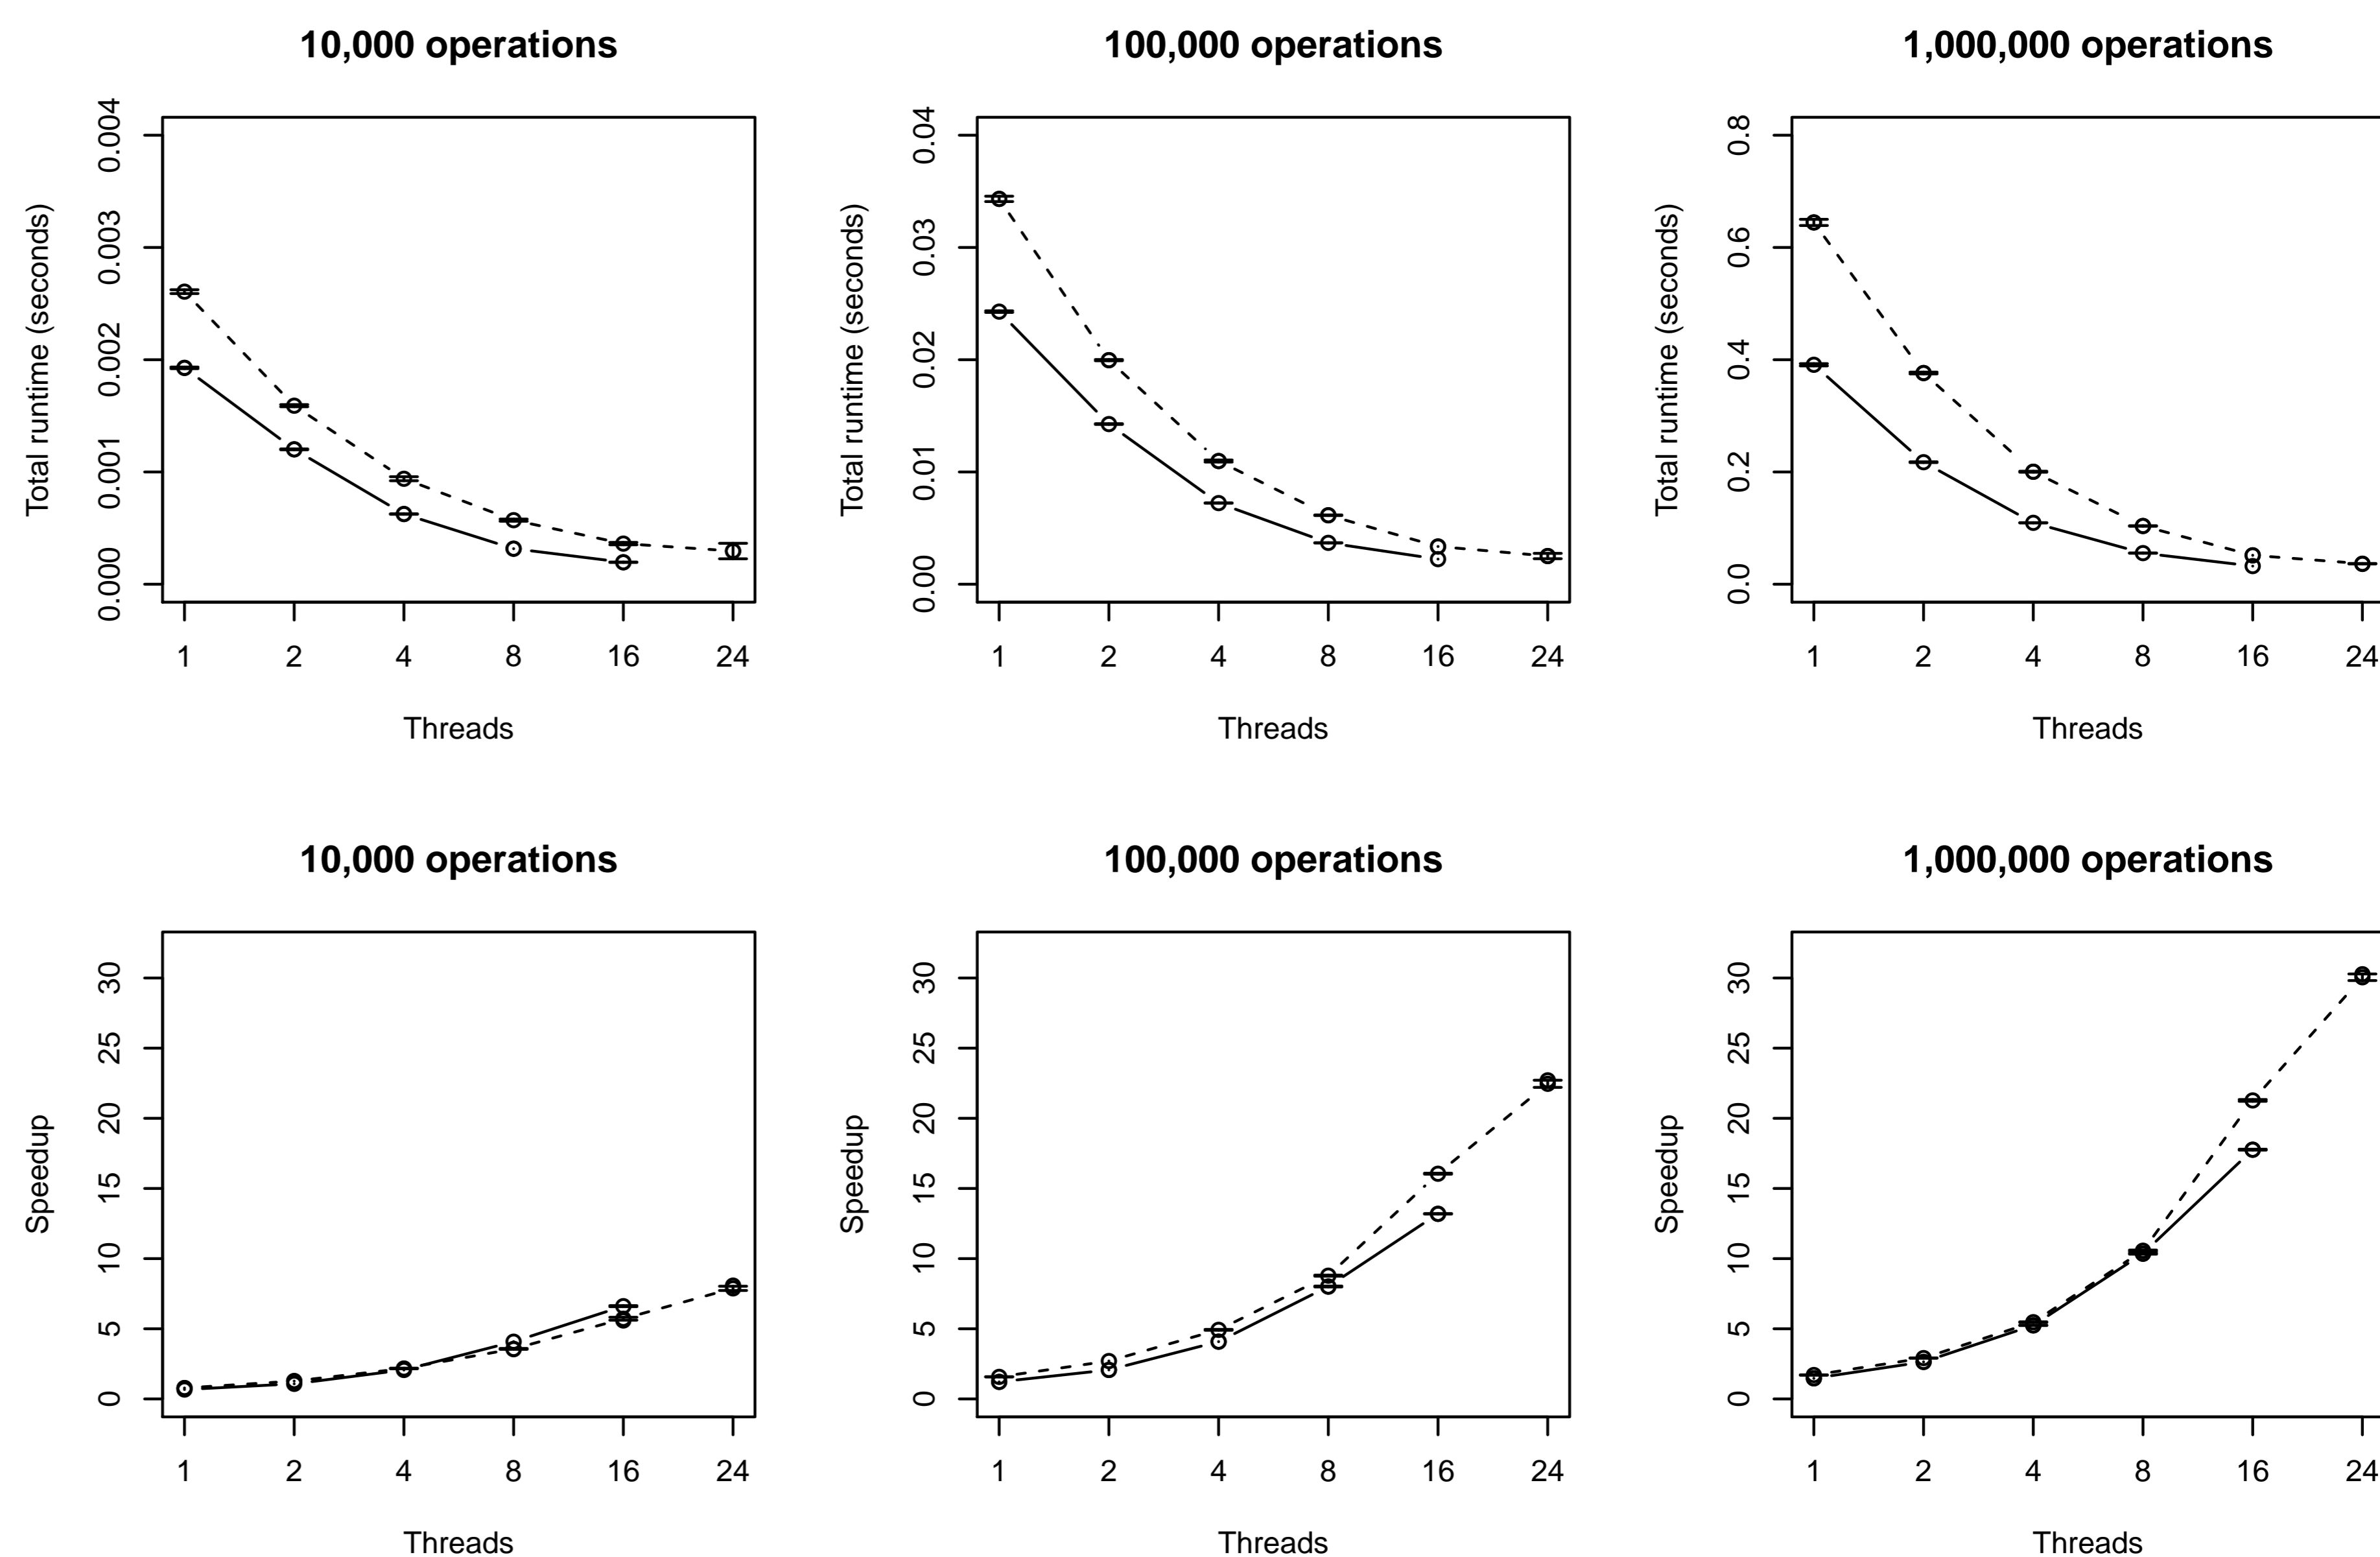 10,000 operations
100,000 operations
1,000,000 operations
Total runtime (seconds)
0.000 0.001 0.002 0.003 0.004
1 2 4 8 16 24
Threads
Total runtime (seconds)
0.00 0.01 0.02 0.03 0.04
1 2 4 8 16 24
Threads
Total runtime (seconds)
0.0 0.2 0.4 0.6 0.8
1 2 4 8 16 24
Threads
10,000 operations
100,000 operations
1,000,000 operations
Speedup
0 5 10 15 20 25 30
1 2 4 8 16 24
Threads
Speedup
0 5 10 15 20 25 30
1 2 4 8 16 24
Threads
Speedup
0 5 10 15 20 25 30
1 2 4 8 16 24
Threads